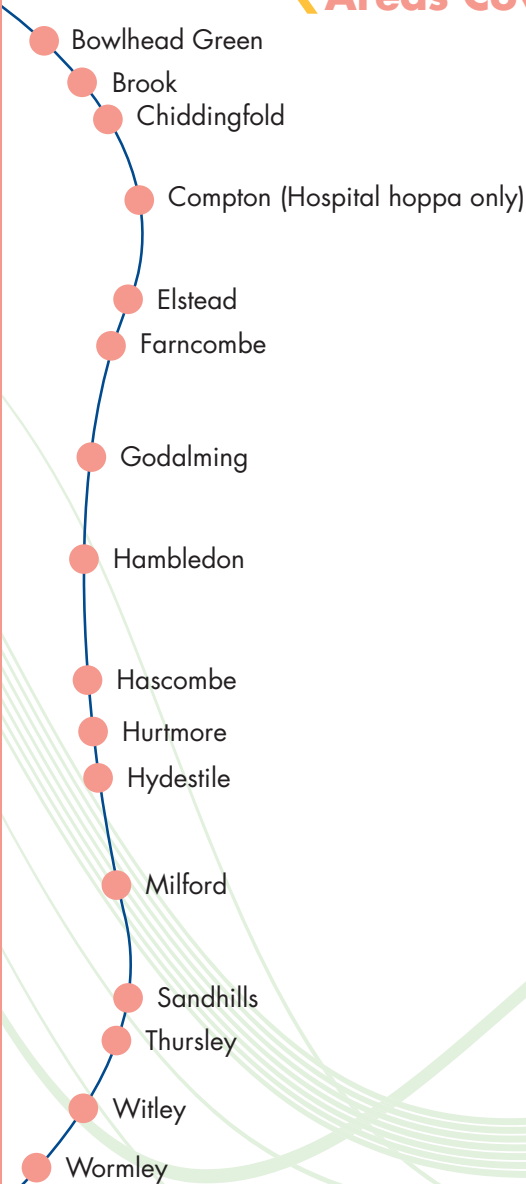 Areas
Bowlhead Green
Brook
Chiddingfold
Compton (Hospital hoppa only)
Elstead
Farncombe
Godalming
Hambledon
Hascombe
Hurtmore
Hydestile
Milford
Sandhills
Thursley
Witley
Wormley